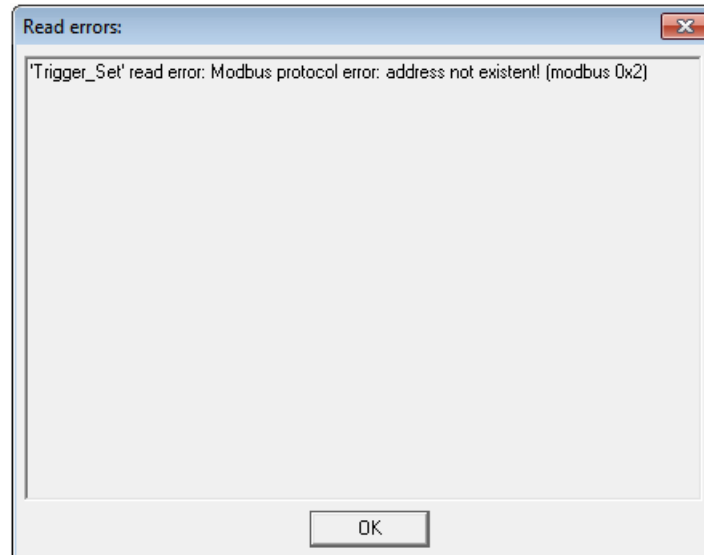 Read errors:
'Trigger_Set' read error: Modbus protocol error: address not existent! (modbus 0x2)
OK